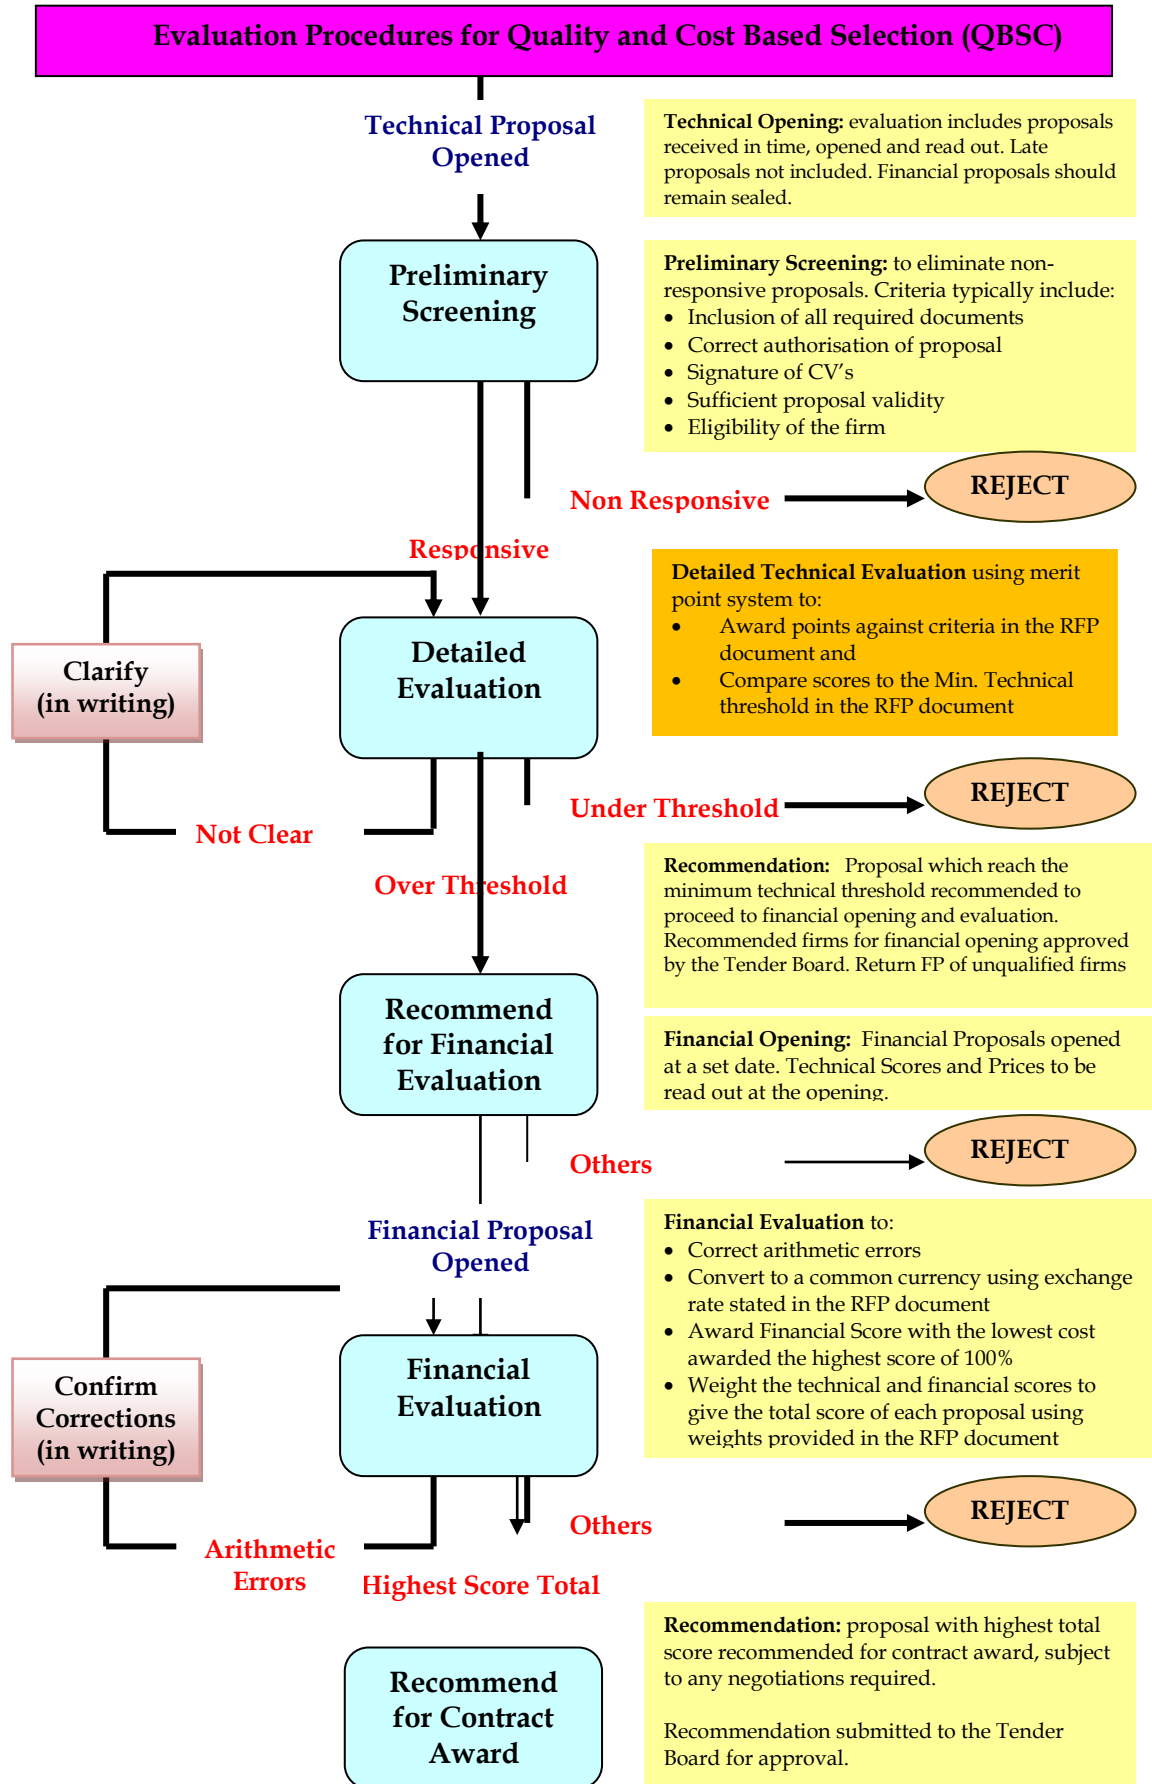 Evaluation Procedures for Quality and Cost Based Selection (QBSC)
Technical Proposal
Opened
Technical Opening: evaluation includes proposals
received in time, opened and read out. Late
proposals not included. Financial proposals should
remain sealed.
Preliminary
Screening
Preliminary Screening: to eliminate non-
responsive proposals. Criteria typically include:
• Inclusion of all required documents
• Correct authorisation of proposal
• Signature of CV's
• Sufficient proposal validity
• Eligibility of the firm
Non Responsive
REJECT
Responsive
Detailed Technical Evaluation using merit
point system to:
• Award points against criteria in the RFP
document and
• Compare scores to the Min. Technical
threshold in the RFP document
Detailed
Evaluation
Clarify
(in writing)
Under Threshold
REJECT
Not Clear
Over Threshold
Recommendation: Proposal which reach the
minimum technical threshold recommended to
proceed to financial opening and evaluation.
Recommended firms for financial opening approved
by the Tender Board. Return FP of unqualified firms
Recommend
for Financial
Evaluation
Financial Opening: Financial Proposals opened
at a set date. Technical Scores and Prices to be
read out at the opening.
Others
REJECT
Financial Proposal
Opened
Financial Evaluation to:
• Correct arithmetic errors
• Convert to a common currency using exchange
rate stated in the RFP document
• Award Financial Score with the lowest cost
awarded the highest score of 100%
• Weight the technical and financial scores to
give the total score of each proposal using
weights provided in the RFP document
Financial
Evaluation
Confirm
Corrections
(in writing)
Others
REJECT
Arithmetic
Errors
Highest Score Total
Recommendation: proposal with highest total
score recommended for contract award, subject
to any negotiations required.
Recommendation submitted to the Tender
Board for approval.
Recommend
for Contract
Award